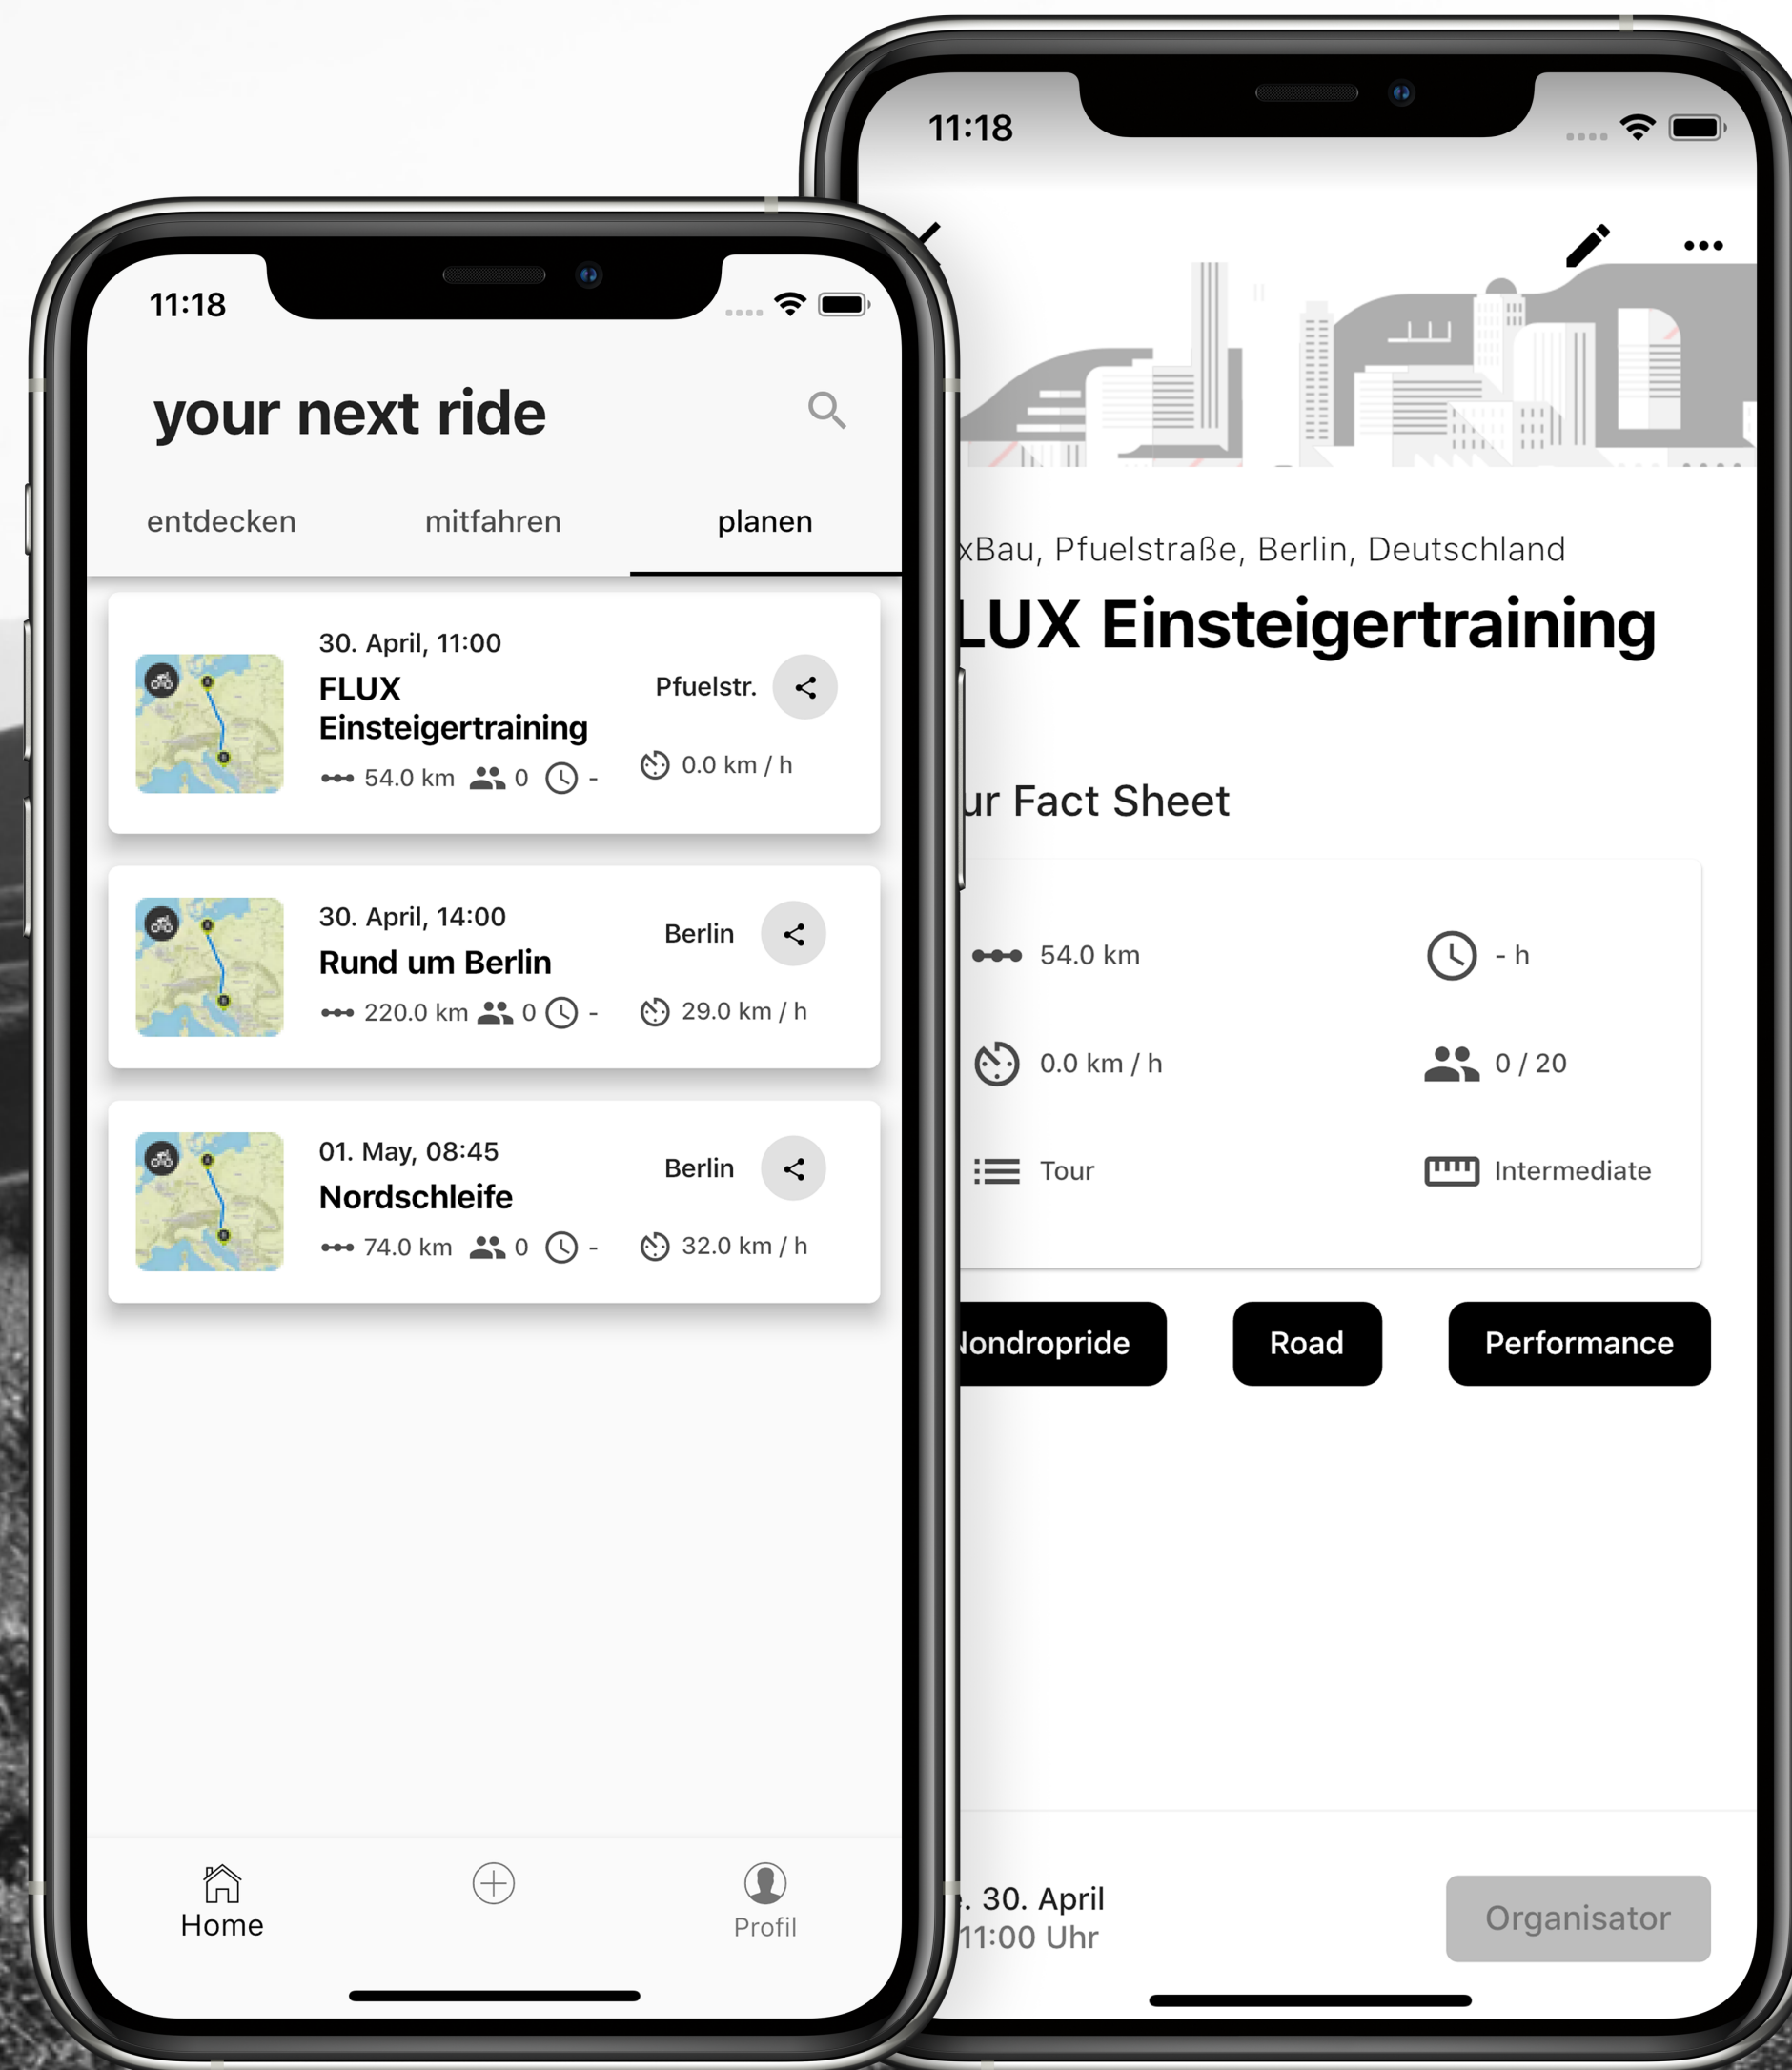 11:18
your next ride
entdecken mitfahren planen
30. April, 11:00
FLUX
Einsteigertraining
Pfuelstr.
54.0 km 0 -
0.0 km / h
30. April, 14:00
Rund um Berlin
Berlin
220.0 km 0 -
29.0 km / h
01. May, 08:45
Nordschleife
Berlin
74.0 km 0 -
32.0 km / h
Home
Profil
11:18
xBau, Pfuelstraße, Berlin, Deutschland
LUX Einsteigertraining
ur Fact Sheet
54.0 km
- h
0.0 km / h
0 / 20
Tour
Intermediate
Nondropride
Road
Performance
. 30. April
11:00 Uhr
Organisator